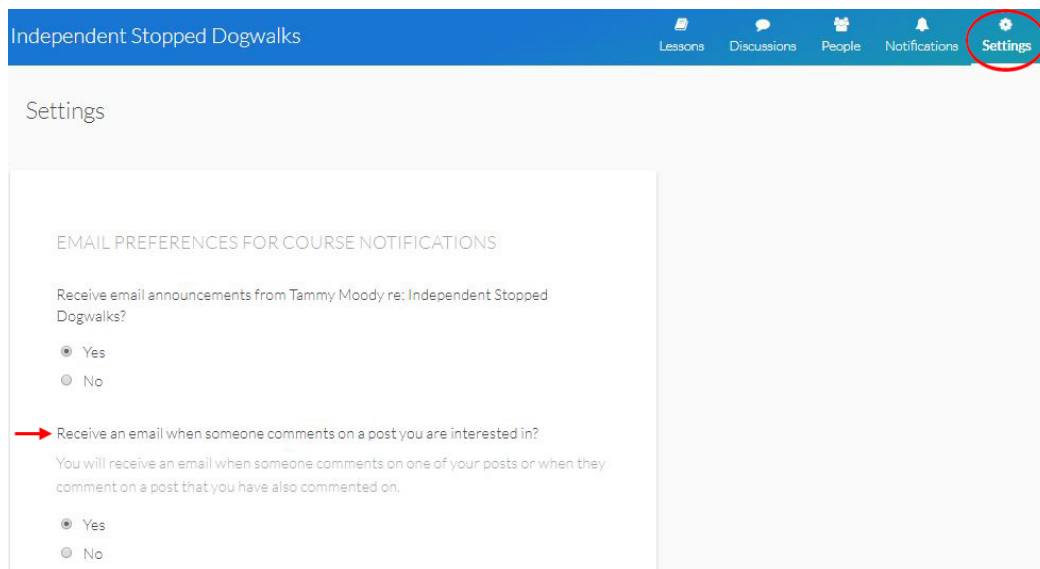 Independent Stopped Dogwalks
Lessons
Discussions
People
Notifications
Settings
Settings
EMAIL PREFERENCES FOR COURSE NOTIFICATIONS
Receive email announcements from Tammy Moody re: Independent Stopped
Dogwalks?
Yes
No
Receive an email when someone comments on a post you are interested in?
You will receive an email when someone comments on one of your posts or when they
comment on a post that you have also commented on.
Yes
No